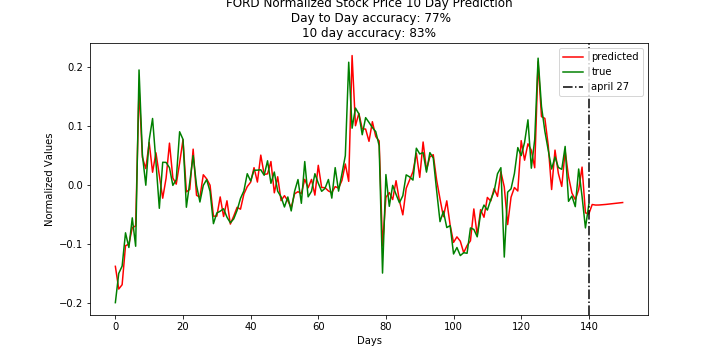 FORD Normalized Stock Price 10 Day Prediction
Day to Day accuracy: 77%
10 day accuracy: 83%
predicted
true
april 27
Normalized Values
0.2
0.1
0.0
−0.1
−0.2
0
20
40
60
80
100
120
140
Days